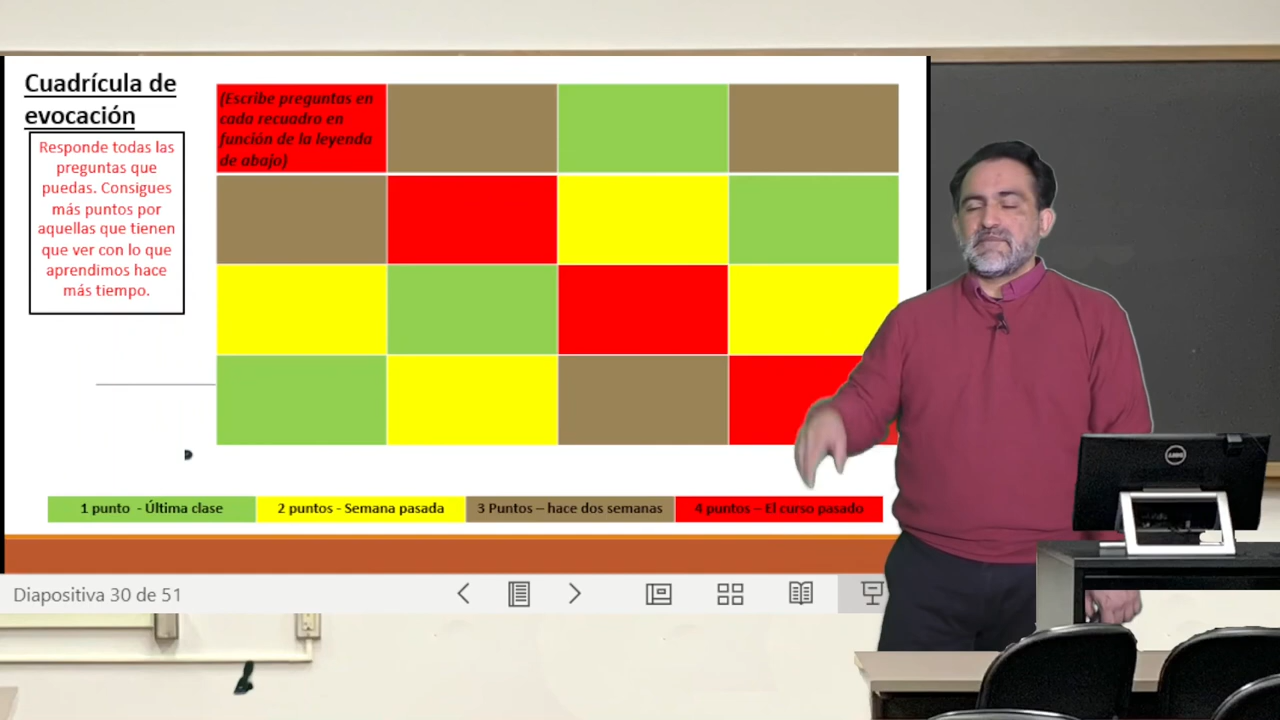 Cuadrícula de
evocación
Responde todas las
preguntas que
puedas. Consigues
más puntos por
aquellas que tienen
que ver con lo que
aprendimos hace
más tiempo.
(Escribe preguntas en
cada recuadro en
función de la leyenda
de abajo)
1 punto - Última clase
2 puntos - Semana pasada
3 Puntos – hace dos semanas
4 puntos – El curso pasado
Diapositiva 30 de 51
DELL